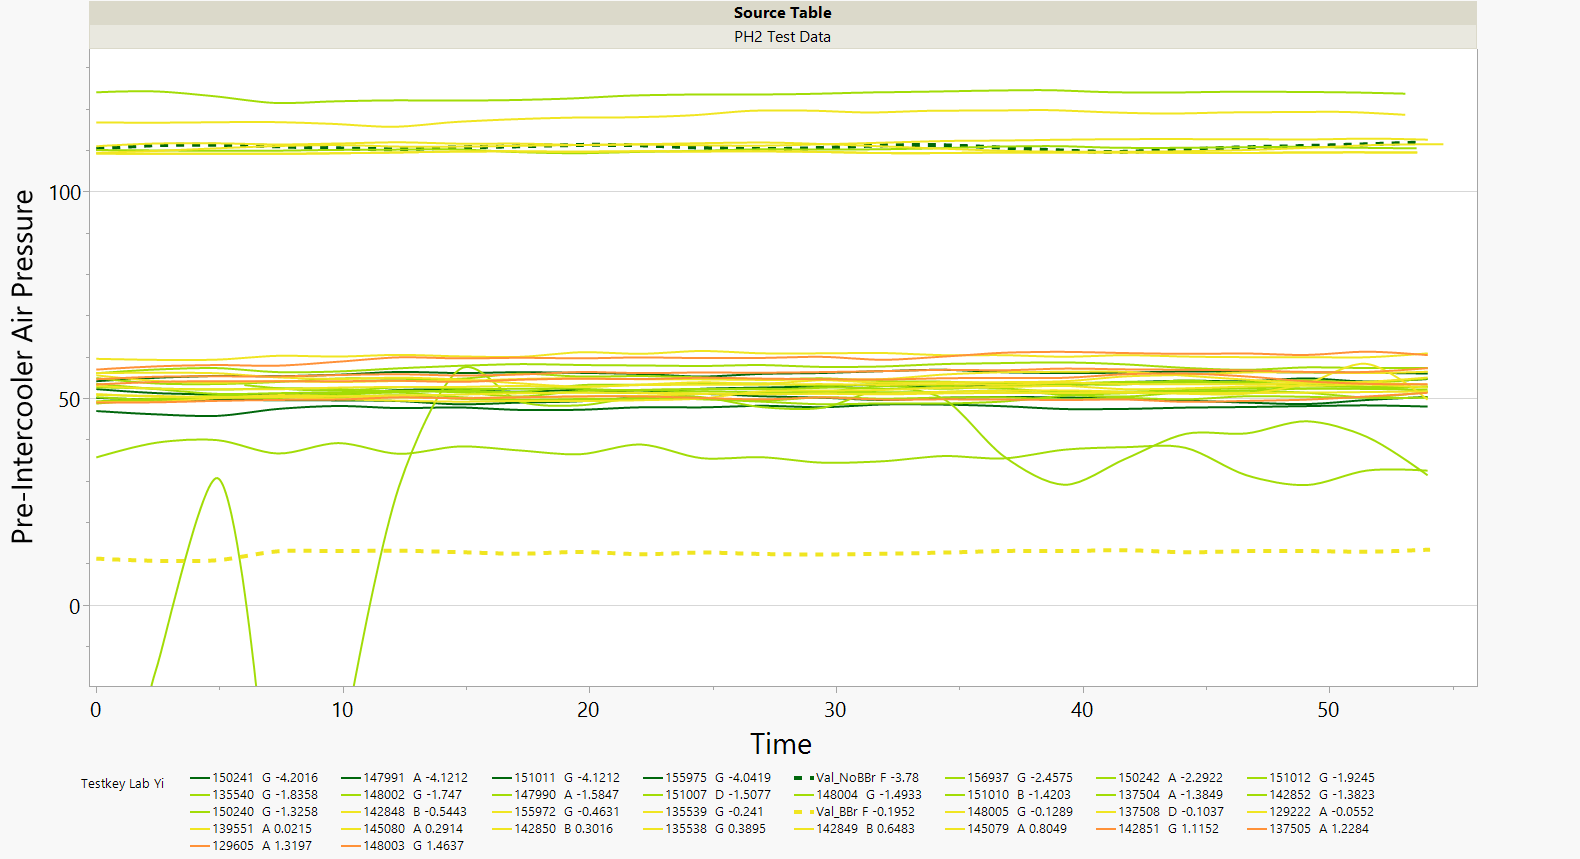 Source Table
PH2 Test Data
Pre-Intercooler Air Pressure
100
50
0
0 10 20 30 40 50
Time
Testkey Lab Yi
150241 G -4.2016 147991 A -4.1212 151011 G -4.1212 155975 G -4.0419 Val_NoBBr F -3.78 156937 G -2.4575 150242 A -2.2922 151012 G -1.9245
135540 G -1.8358 148002 G -1.747 147990 A -1.5847 151007 D -1.5077 148004 G -1.4933 151010 B -1.4203 137504 A -1.3849 142852 G -1.3823
150240 G -1.3258 142848 B -0.5443 155972 G -0.4631 135539 G -0.241 Val_BBr F -0.1952 148005 G -0.1289 137508 D -0.1037 129222 A -0.0552
139551 A 0.0215 145080 A 0.2914 142850 B 0.3016 135538 G 0.3895 142849 B 0.6483 145079 A 0.8049 142851 G 1.1152 137505 A 1.2284
129605 A 1.3197 148003 G 1.4637